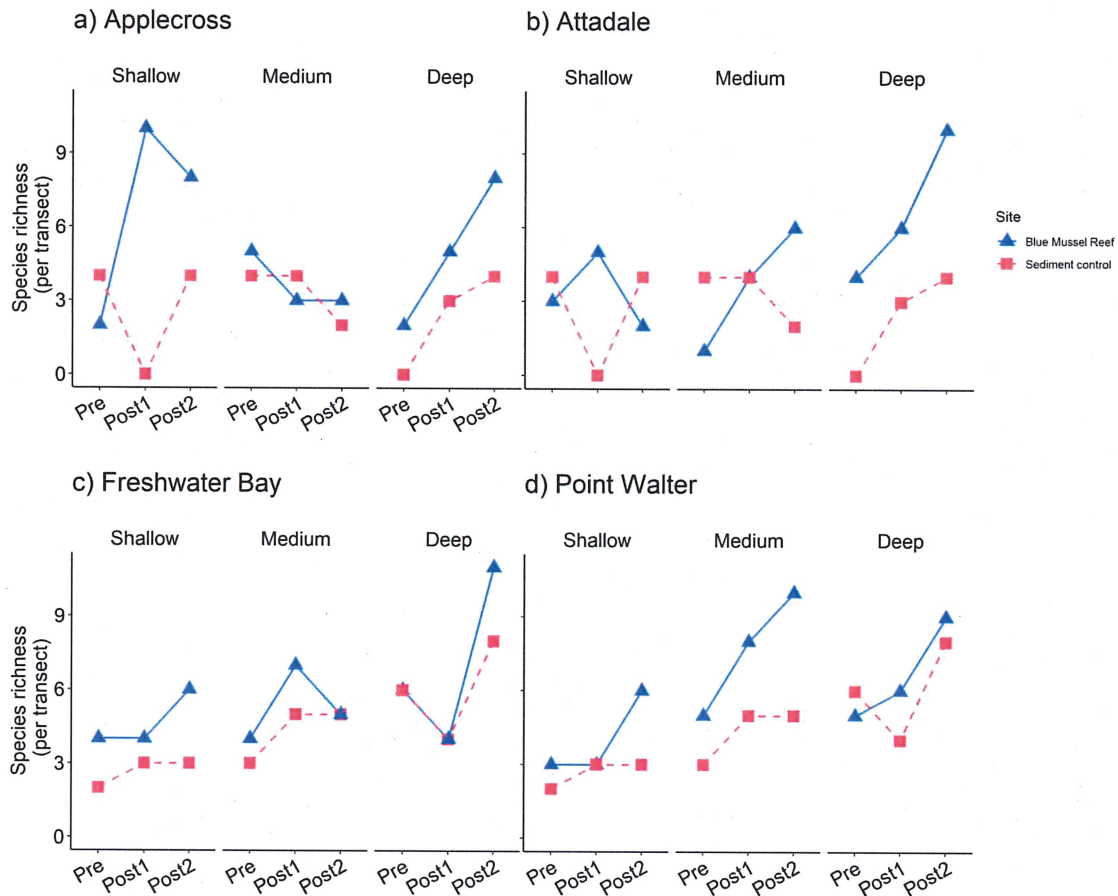 a) Applecross
b) Attadale
Shallow Medium Deep
Shallow Medium Deep
Species richness
(per transect)
9
6
3
0
Pre Post1 Post2
Pre Post1 Post2
Pre Post1 Post2
Site
Blue Mussel Reef
Sediment control
c) Freshwater Bay
d) Point Walter
Shallow Medium Deep
Shallow Medium Deep
Species richness
(per transect)
9
6
3
0
Pre Post1 Post2
Pre Post1 Post2
Pre Post1 Post2
Pre Post1 Post2
Pre Post1 Post2
Pre Post1 Post2